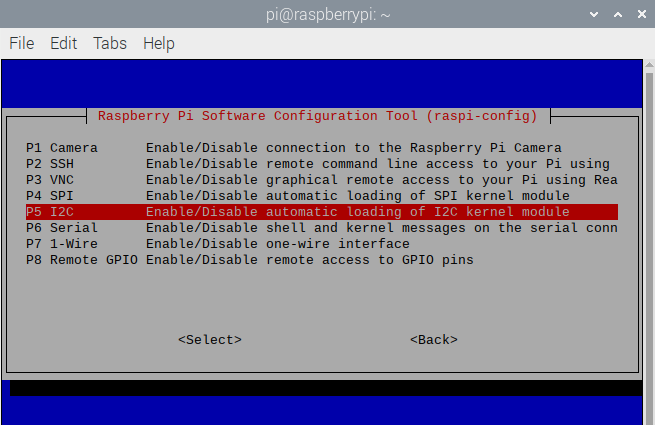 pi@raspberrypi: ~
File Edit Tabs Help
Raspberry Pi Software Configuration Tool (raspi-config)
P1 Camera Enable/Disable connection to the Raspberry Pi Camera
P2 SSH Enable/Disable remote command line access to your Pi using
P3 VNC Enable/Disable graphical remote access to your Pi using Rea
P4 SPI Enable/Disable automatic loading of SPI kernel module
P5 I2C Enable/Disable automatic loading of I2C kernel module
P6 Serial Enable/Disable shell and kernel messages on the serial conn
P7 1-Wire Enable/Disable one-wire interface
P8 Remote GPIO Enable/Disable remote access to GPIO pins
<Select> <Back>